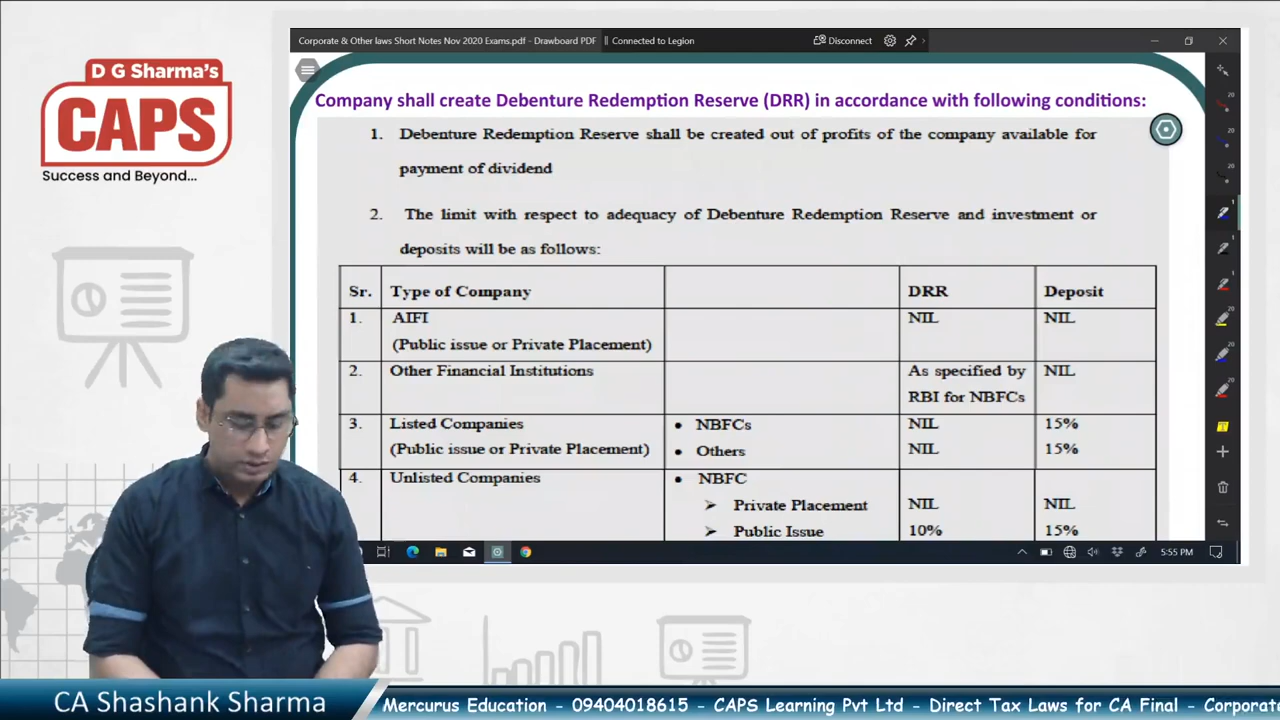 D G Sharma's
CAPS
Success and Beyond...
Corporate & Other laws Short Notes Nov 2020 Exams.pdf - Drawboard PDF
Connected to Legion
Disconnect
Company shall create Debenture Redemption Reserve (DRR) in accordance with following conditions:
1. Debenture Redemption Reserve shall be created out of profits of the company available for
payment of dividend
2. The limit with respect to adequacy of Debenture Redemption Reserve and investment or
deposits will be as follows:
Sr. Type of Company DRR Deposit
1. AIFI NIL NIL
(Public issue or Private Placement)
2. Other Financial Institutions As specified by NIL
RBI for NBFCs
3. Listed Companies • NBFCs NIL 15%
(Public issue or Private Placement) • Others NIL 15%
4. Unlisted Companies • NBFC
➢ Private Placement NIL NIL
➢ Public Issue 10% 15%
5:55 PM
CA Shashank Sharma
Mercurus Education - 09404018615 - CAPS Learning Pvt Ltd - Direct Tax Laws for CA Final - Corporat